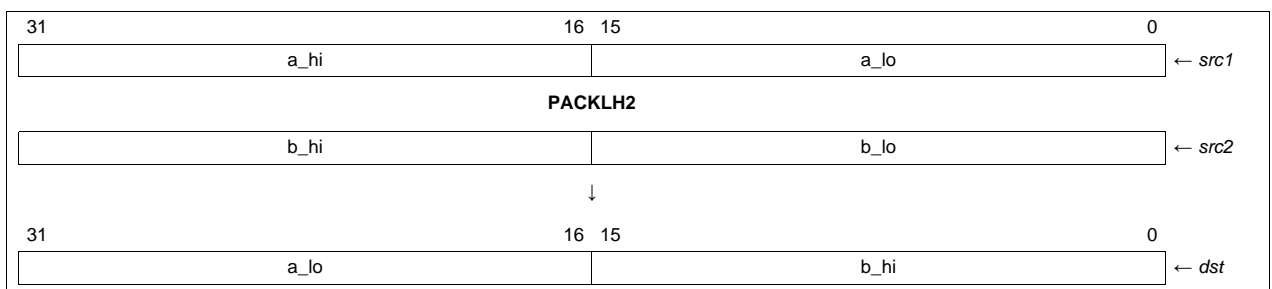 31 16 15 0
a_hi a_lo ← src1
PACKLH2
b_hi b_lo ← src2
↓
31 16 15 0
a_lo b_hi ← dst